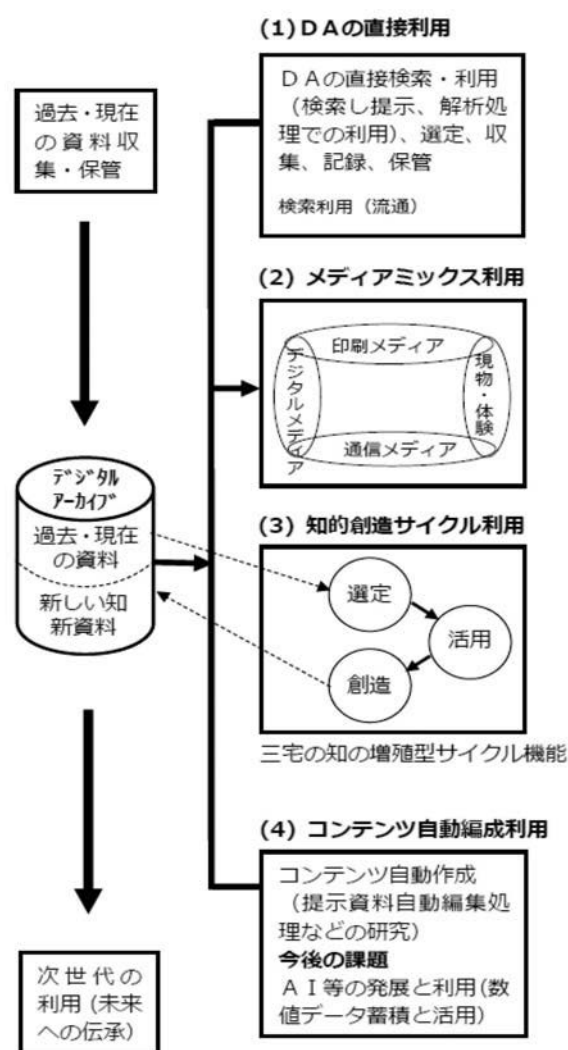 (1)ＤＡの直接利用
ＤＡの直接検索・利用
（検索し提示、解析処
理での利用）、選定、収
集、記録、保管
検索利用（流通）
過去・現在
の資料収
集・保管
(2) メディアミックス利用
印刷メディア
デジタルメディア
現物・体験
通信メディア
ﾃﾞｼﾞﾀﾙ
ｱｰｶｲﾌﾞ
過去・現在
の資料
新しい知
新資料
(3) 知的創造サイクル利用
選定
活用
創造
三宅の知の増殖型サイクル機能
(4) コンテンツ自動編成利用
コンテンツ自動作成
（提示資料自動編集処
理などの研究）
今後の課題
ＡＩ等の発展と利用(数
値データ蓄積と活用）
次世代の
利用（未来
への伝承）